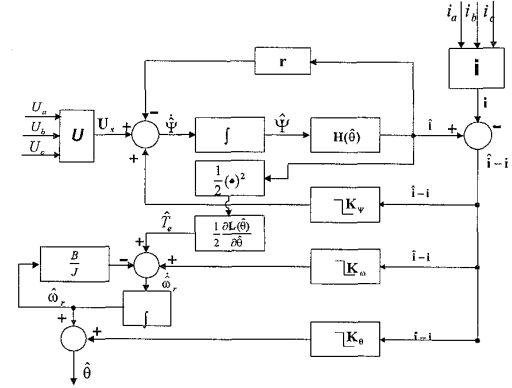 i_a i_b i_c
r
i
i
U_a
U_b
U_c
U
U_s
−
+
+
Ψ̂̇
∫
Ψ̂
H(θ̂)
î
+
−
î−i
1/2 (•)²
K_Ψ
î−i
T̂_e
1/2 ∂L(θ̂)/∂θ̂
B/J
−
+
+
K_ω
î−i
ω̂_r
ω̂̇_r
∫
+
+
K_θ
î−i
θ̂